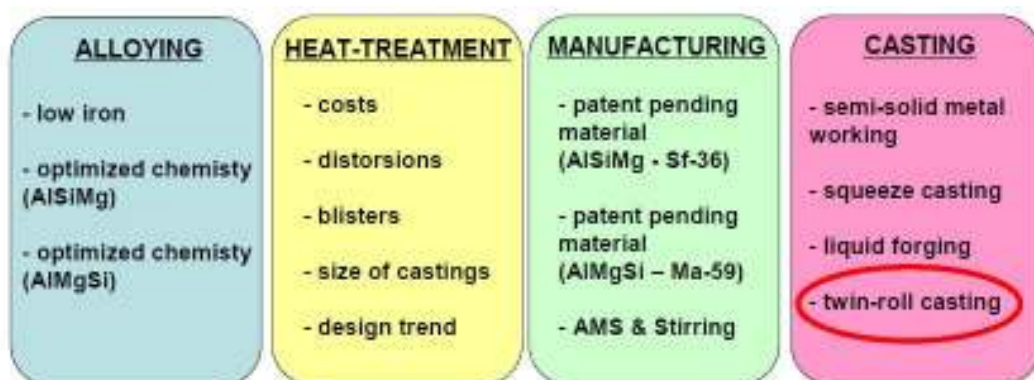 ALLOYING
- low iron
- optimized chemisty
(AlSiMg)
- optimized chemisty
(AlMgSi)
HEAT-TREATMENT
- costs
- distorsions
- blisters
- size of castings
- design trend
MANUFACTURING
- patent pending
material
(AlSiMg - Sf-36)
- patent pending
material
(AlMgSi – Ma-59)
- AMS & Stirring
CASTING
- semi-solid metal
working
- squeeze casting
- liquid forging
- twin-roll casting